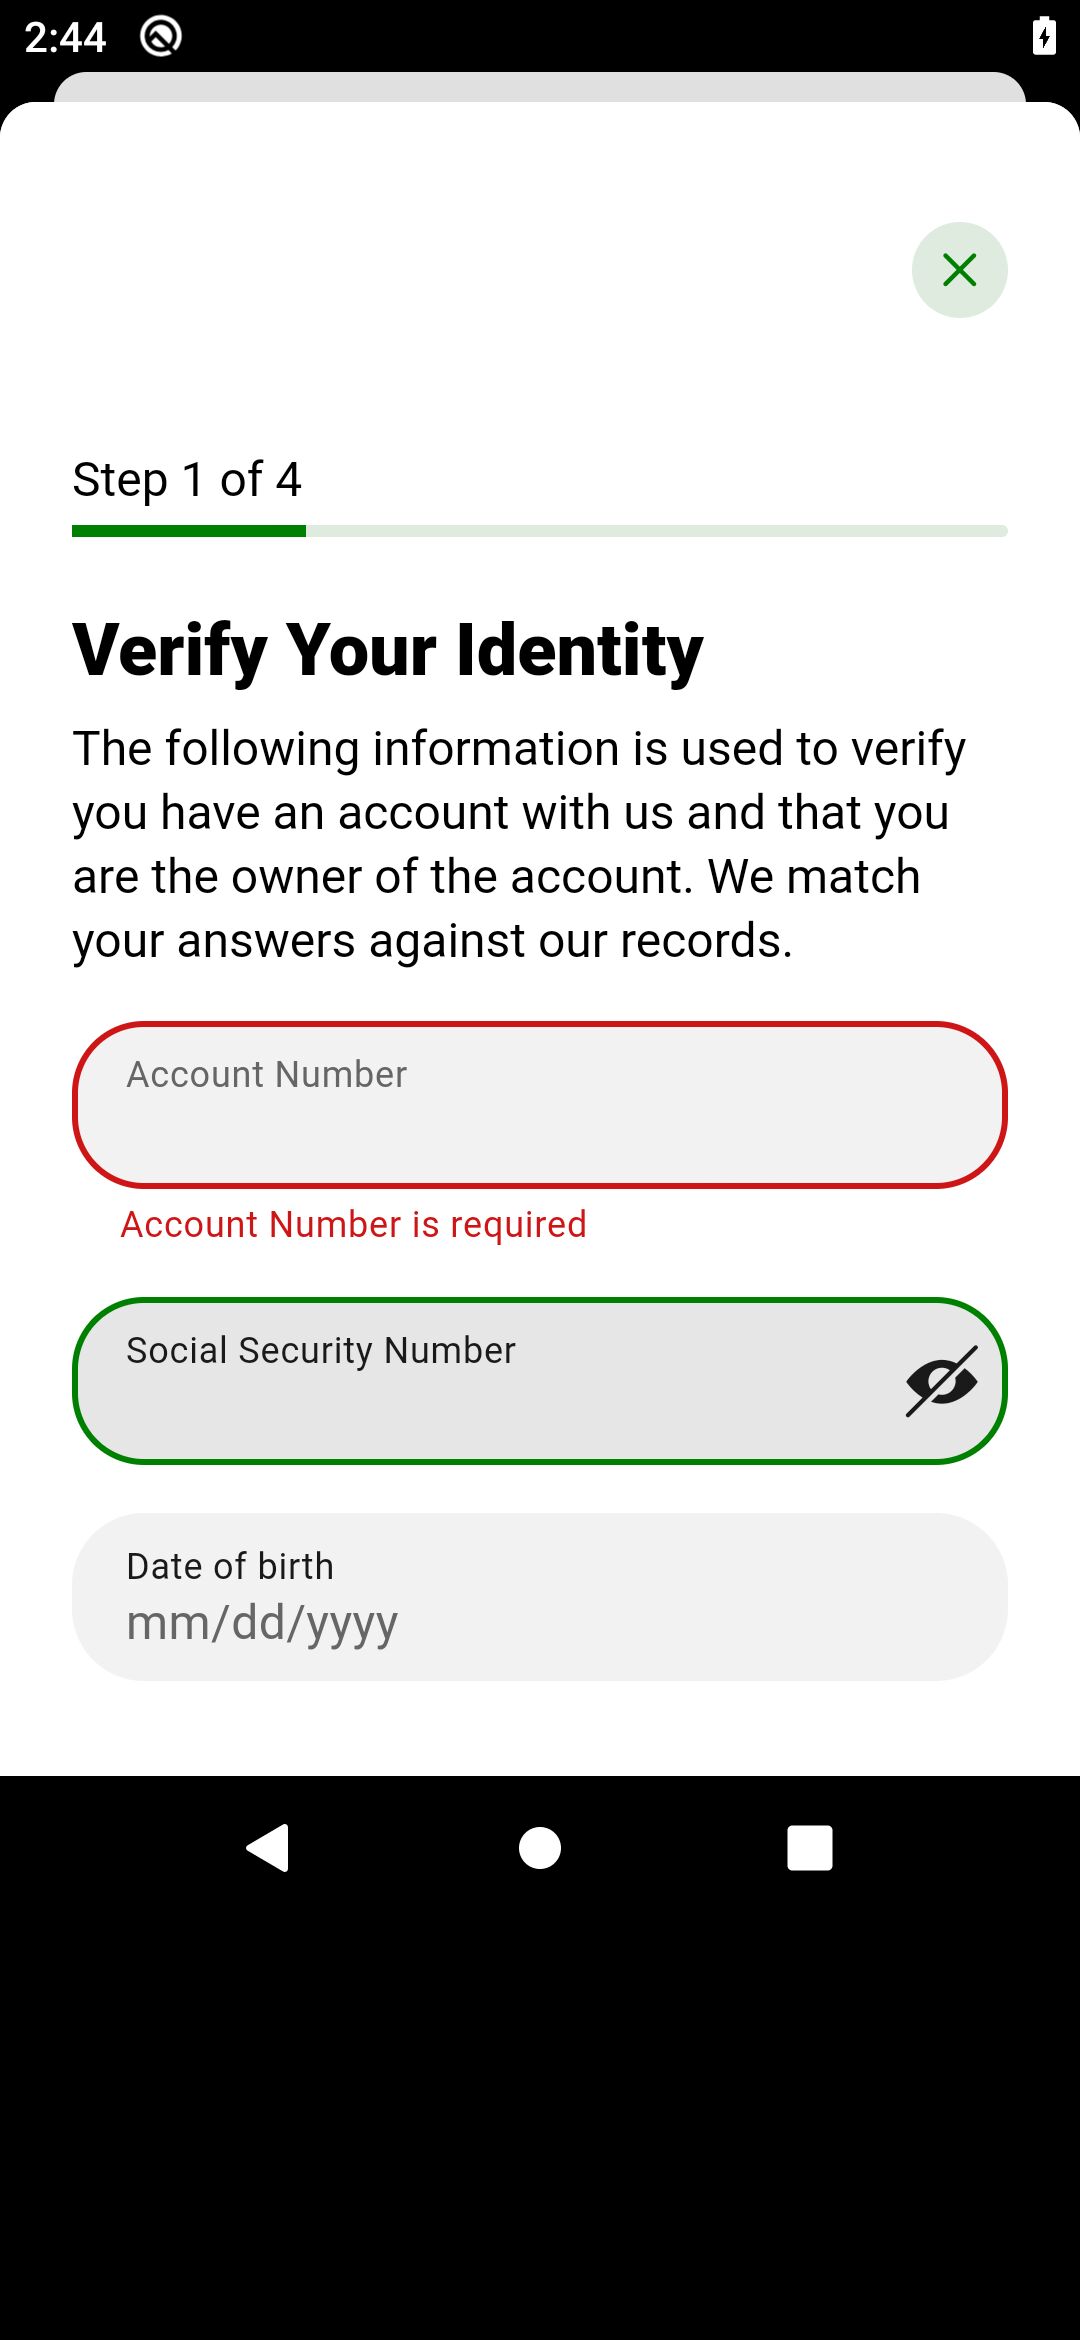 2:44
Step 1 of 4
Verify Your Identity
The following information is used to verify
you have an account with us and that you
are the owner of the account. We match
your answers against our records.
Account Number
Account Number is required
Social Security Number
Date of birth
mm/dd/yyyy